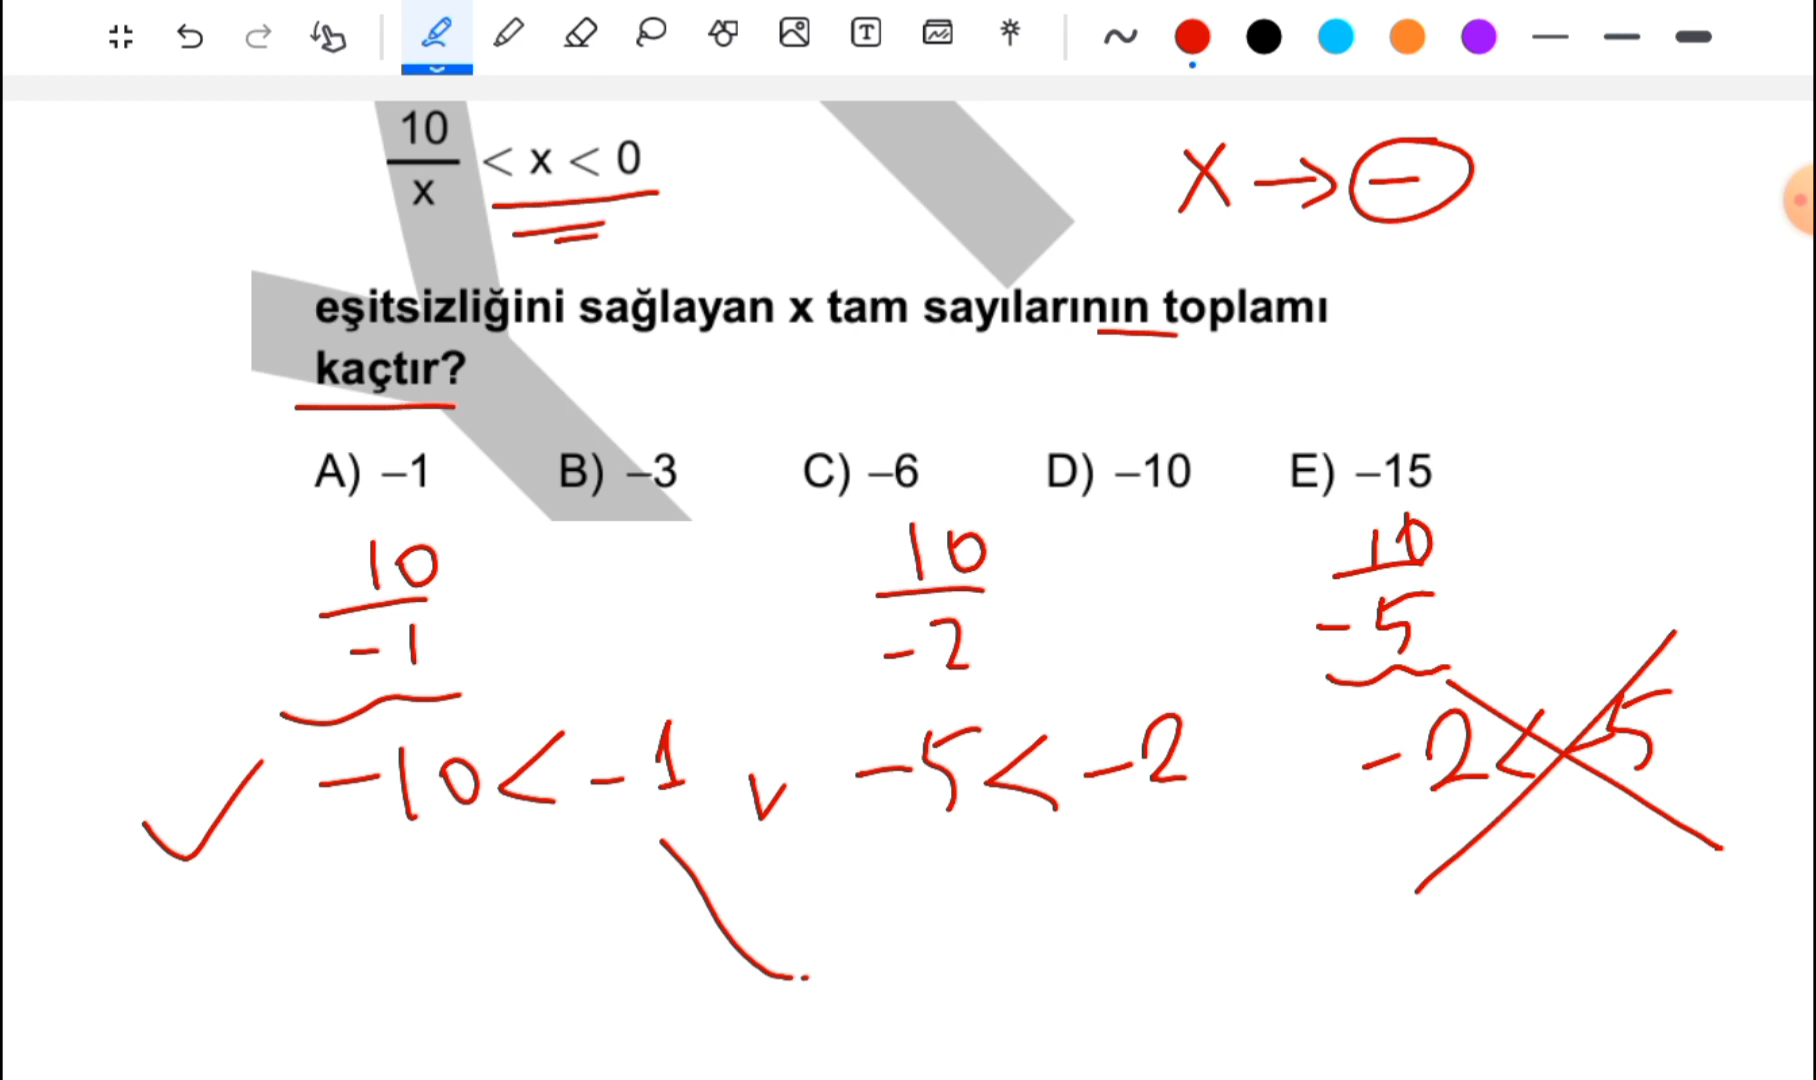 10
x < x < 0
x → −
eşitsizliğini sağlayan x tam sayılarının toplamı
kaçtır?
A) –1 B) –3 C) –6 D) –10 E) –15
10
-1
-10 < -1
10
-2
-5 < -2
10
-5
-2 < -5
T